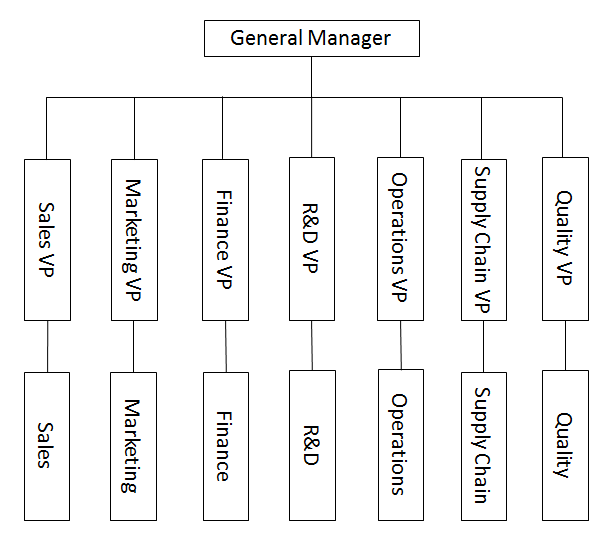 General Manager
Sales VP
Marketing VP
Finance VP
R&D VP
Operations VP
Supply Chain VP
Quality VP
Sales
Marketing
Finance
R&D
Operations
Supply Chain
Quality